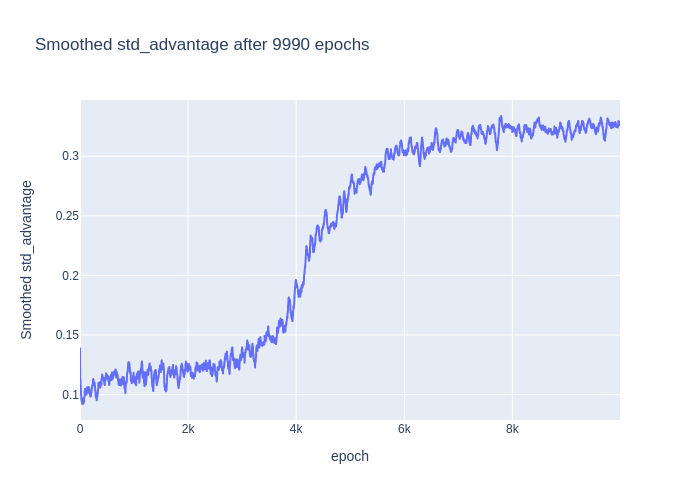 Smoothed std_advantage after 9990 epochs
Smoothed std_advantage
0.3
0.25
0.2
0.15
0.1
0 2k 4k 6k 8k
epoch